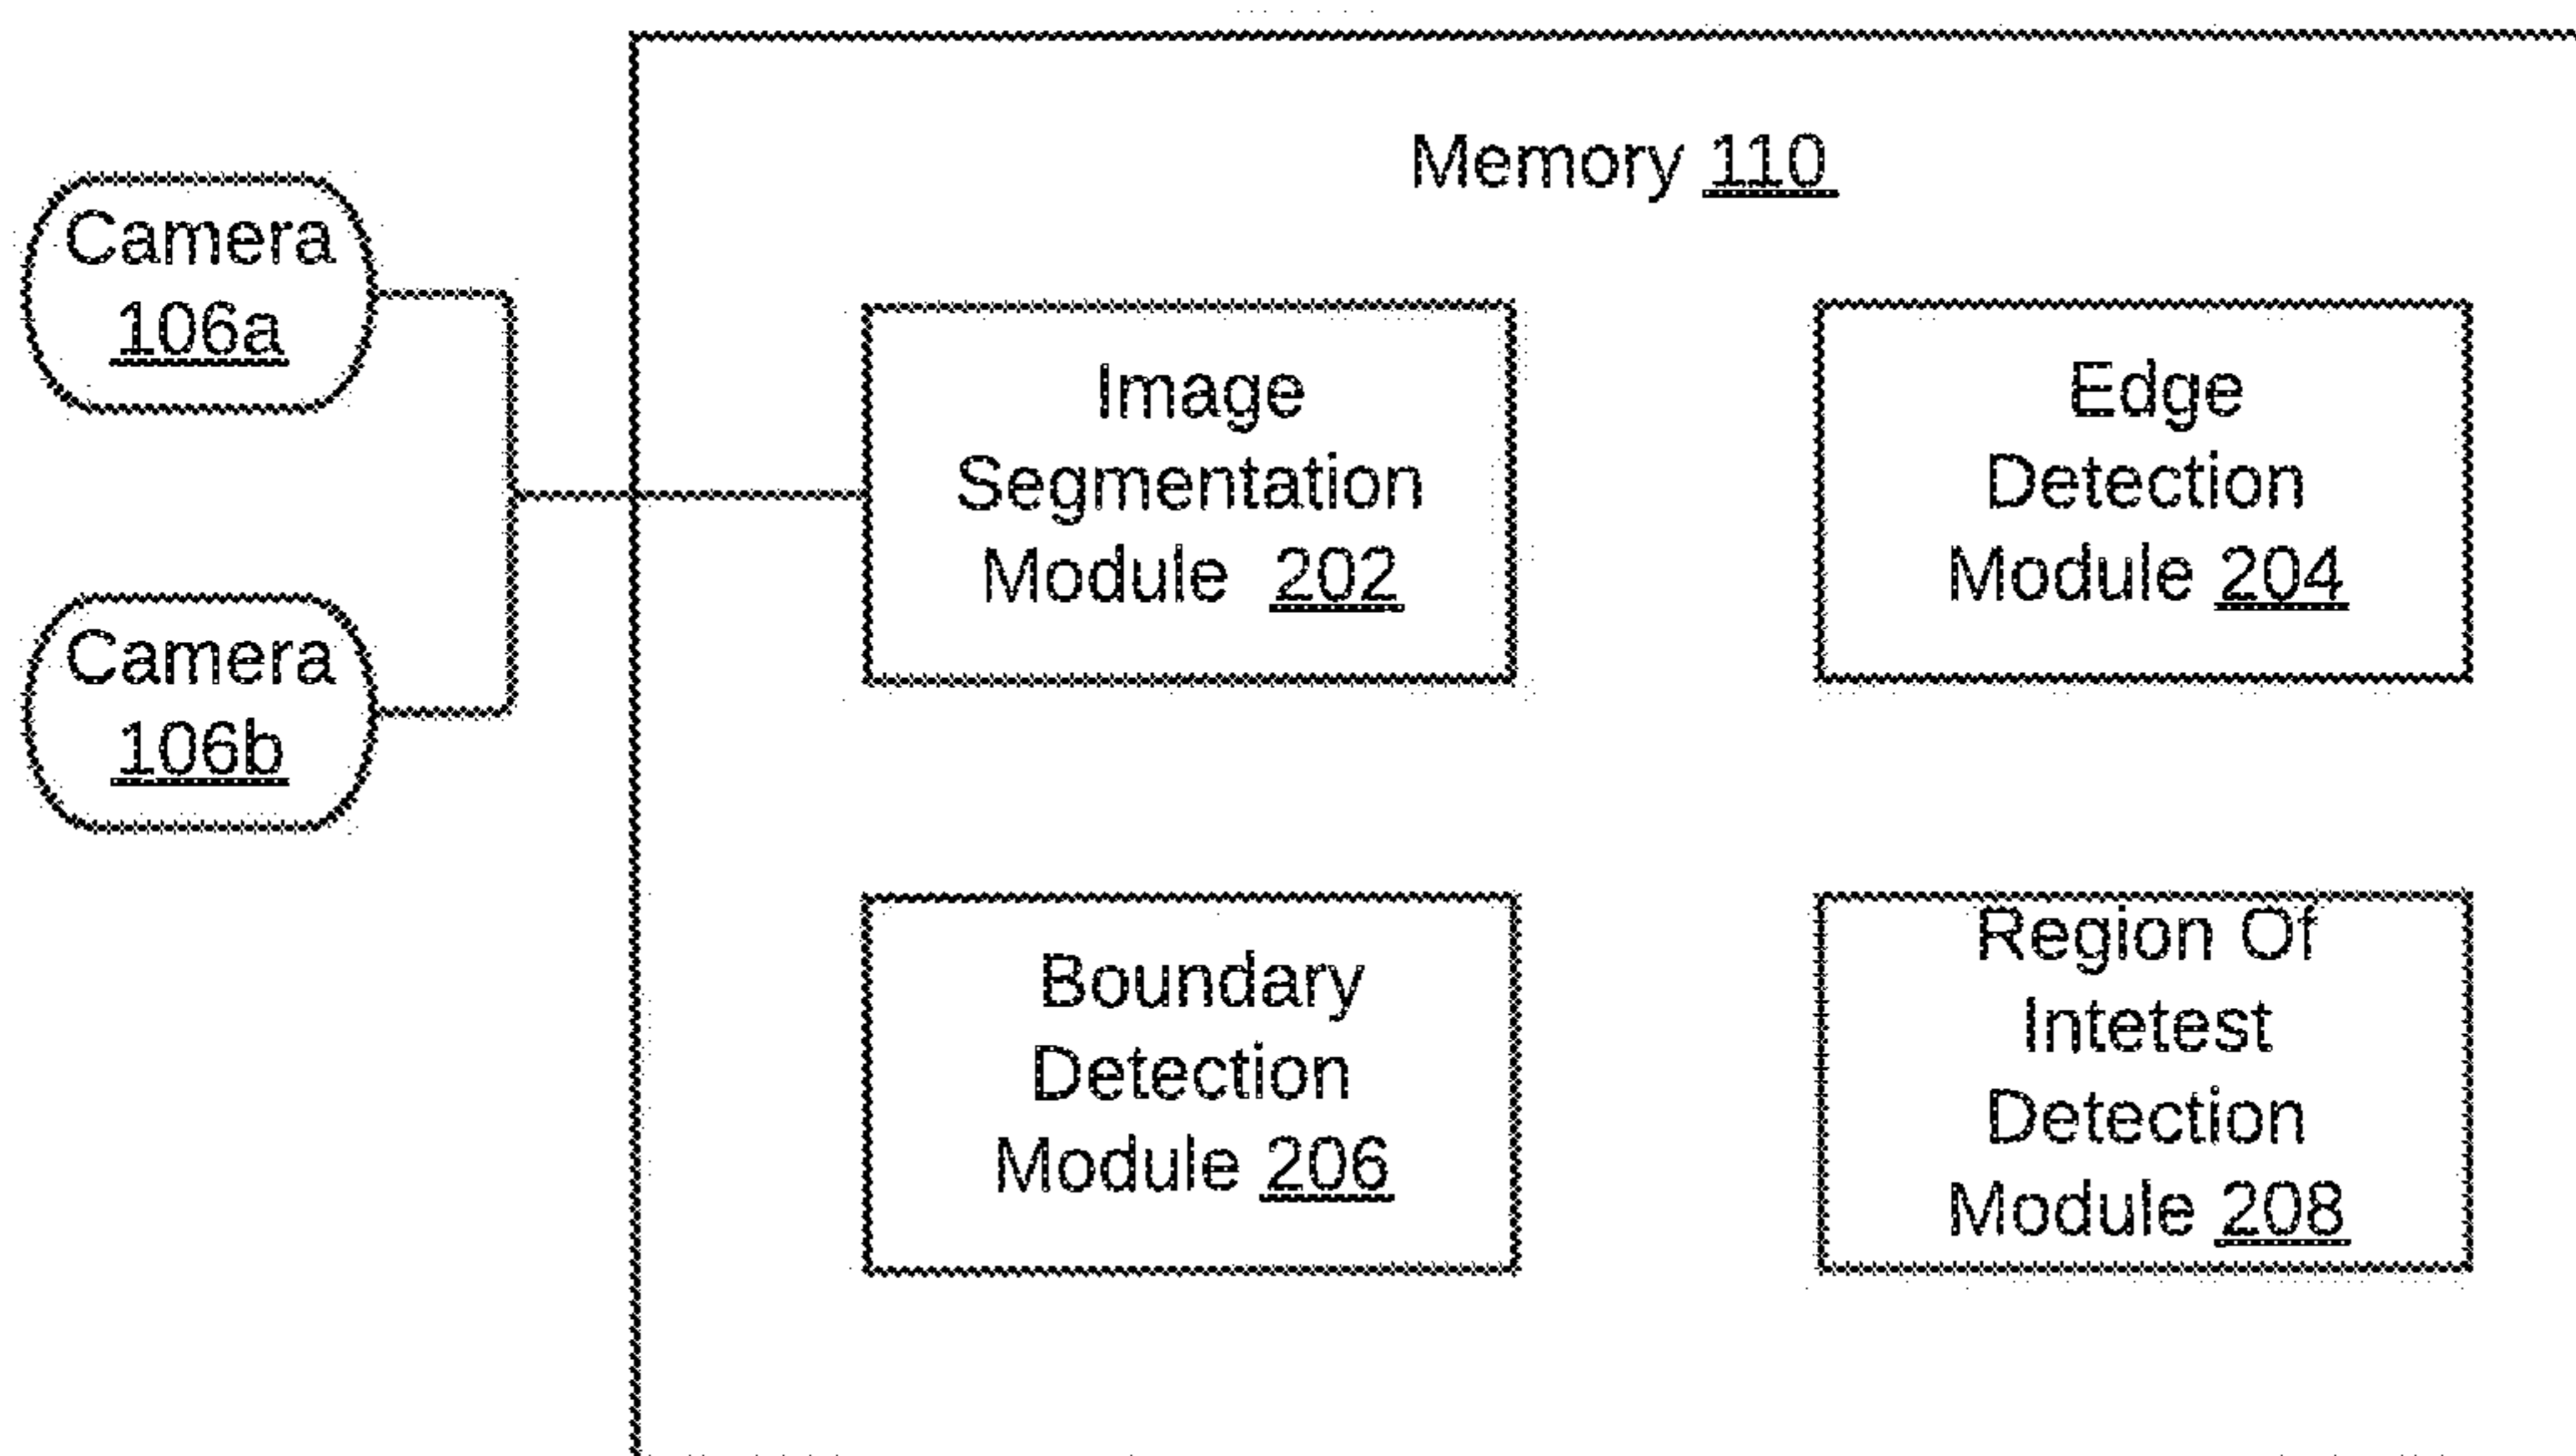 Memory 110
Camera
106a
Camera
106b
Image
Segmentation
Module 202
Edge
Detection
Module 204
Boundary
Detection
Module 206
Region Of
Intetest
Detection
Module 208